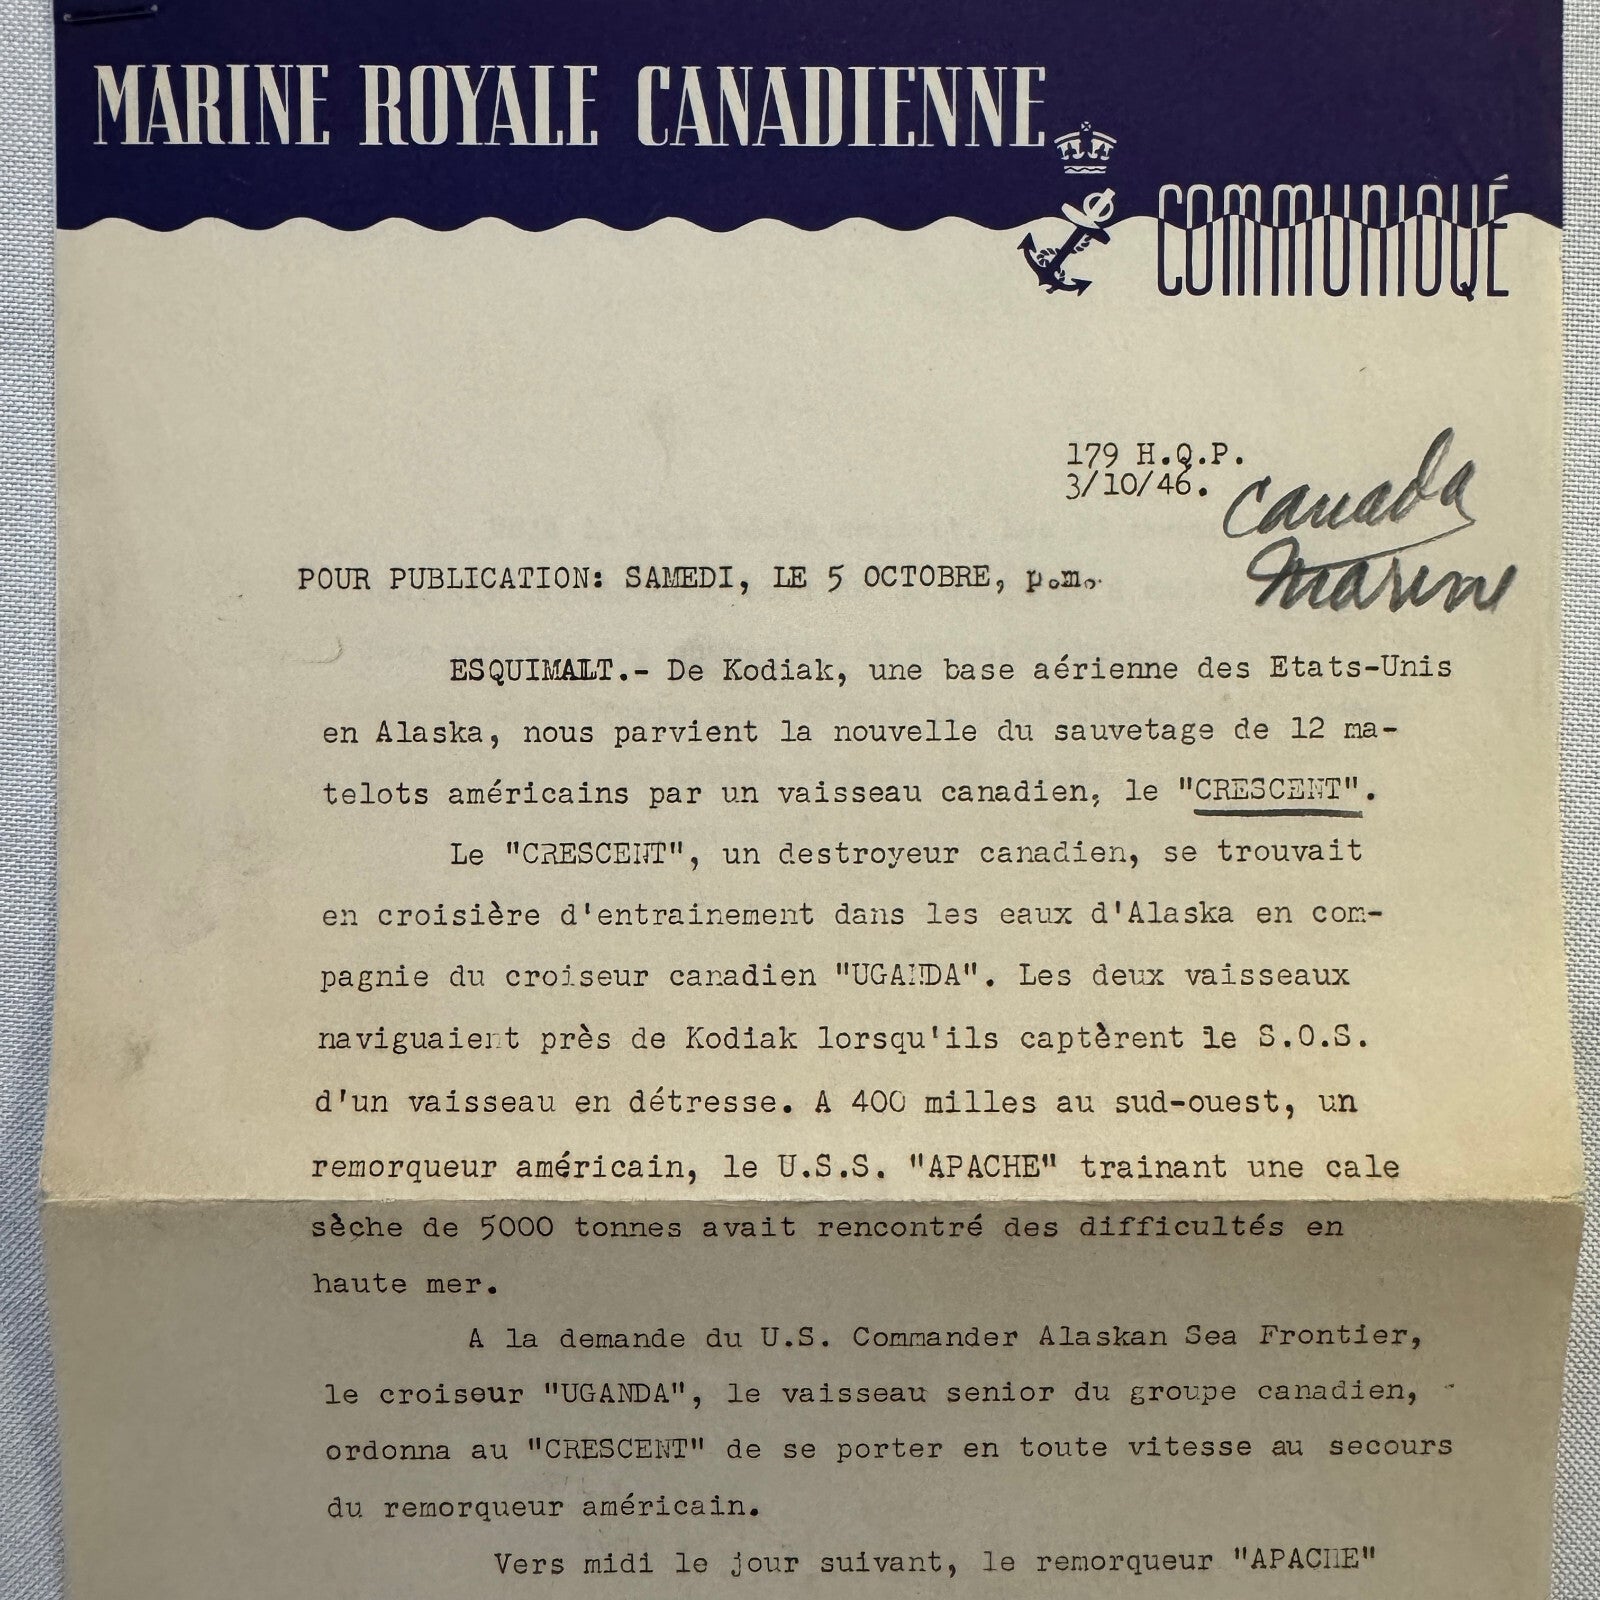 MARINE ROYALE CANADIENNE
COMMUNIQUÉ
179 H.Q.P.
3/10/46.
Canada
Marine
POUR PUBLICATION: SAMEDI, LE 5 OCTOBRE, p.m.
ESQUIMALT.- De Kodiak, une base aérienne des Etats-Unis
en Alaska, nous parvient la nouvelle du sauvetage de 12 ma-
telots américains par un vaisseau canadien, le "CRESCENT".
Le "CRESCENT", un destroyeur canadien, se trouvait
en croisière d'entrainement dans les eaux d'Alaska en com-
pagnie du croiseur canadien "UGANDA". Les deux vaisseaux
naviguaient près de Kodiak lorsqu'ils captèrent le S.O.S.
d'un vaisseau en détresse. A 400 milles au sud-ouest, un
remorqueur américain, le U.S.S. "APACHE" trainant une cale
sèche de 5000 tonnes avait rencontré des difficultés en
haute mer.
A la demande du U.S. Commander Alaskan Sea Frontier,
le croiseur "UGANDA", le vaisseau senior du groupe canadien,
ordonna au "CRESCENT" de se porter en toute vitesse au secours
du remorqueur américain.
Vers midi le jour suivant, le remorqueur "APACHE"